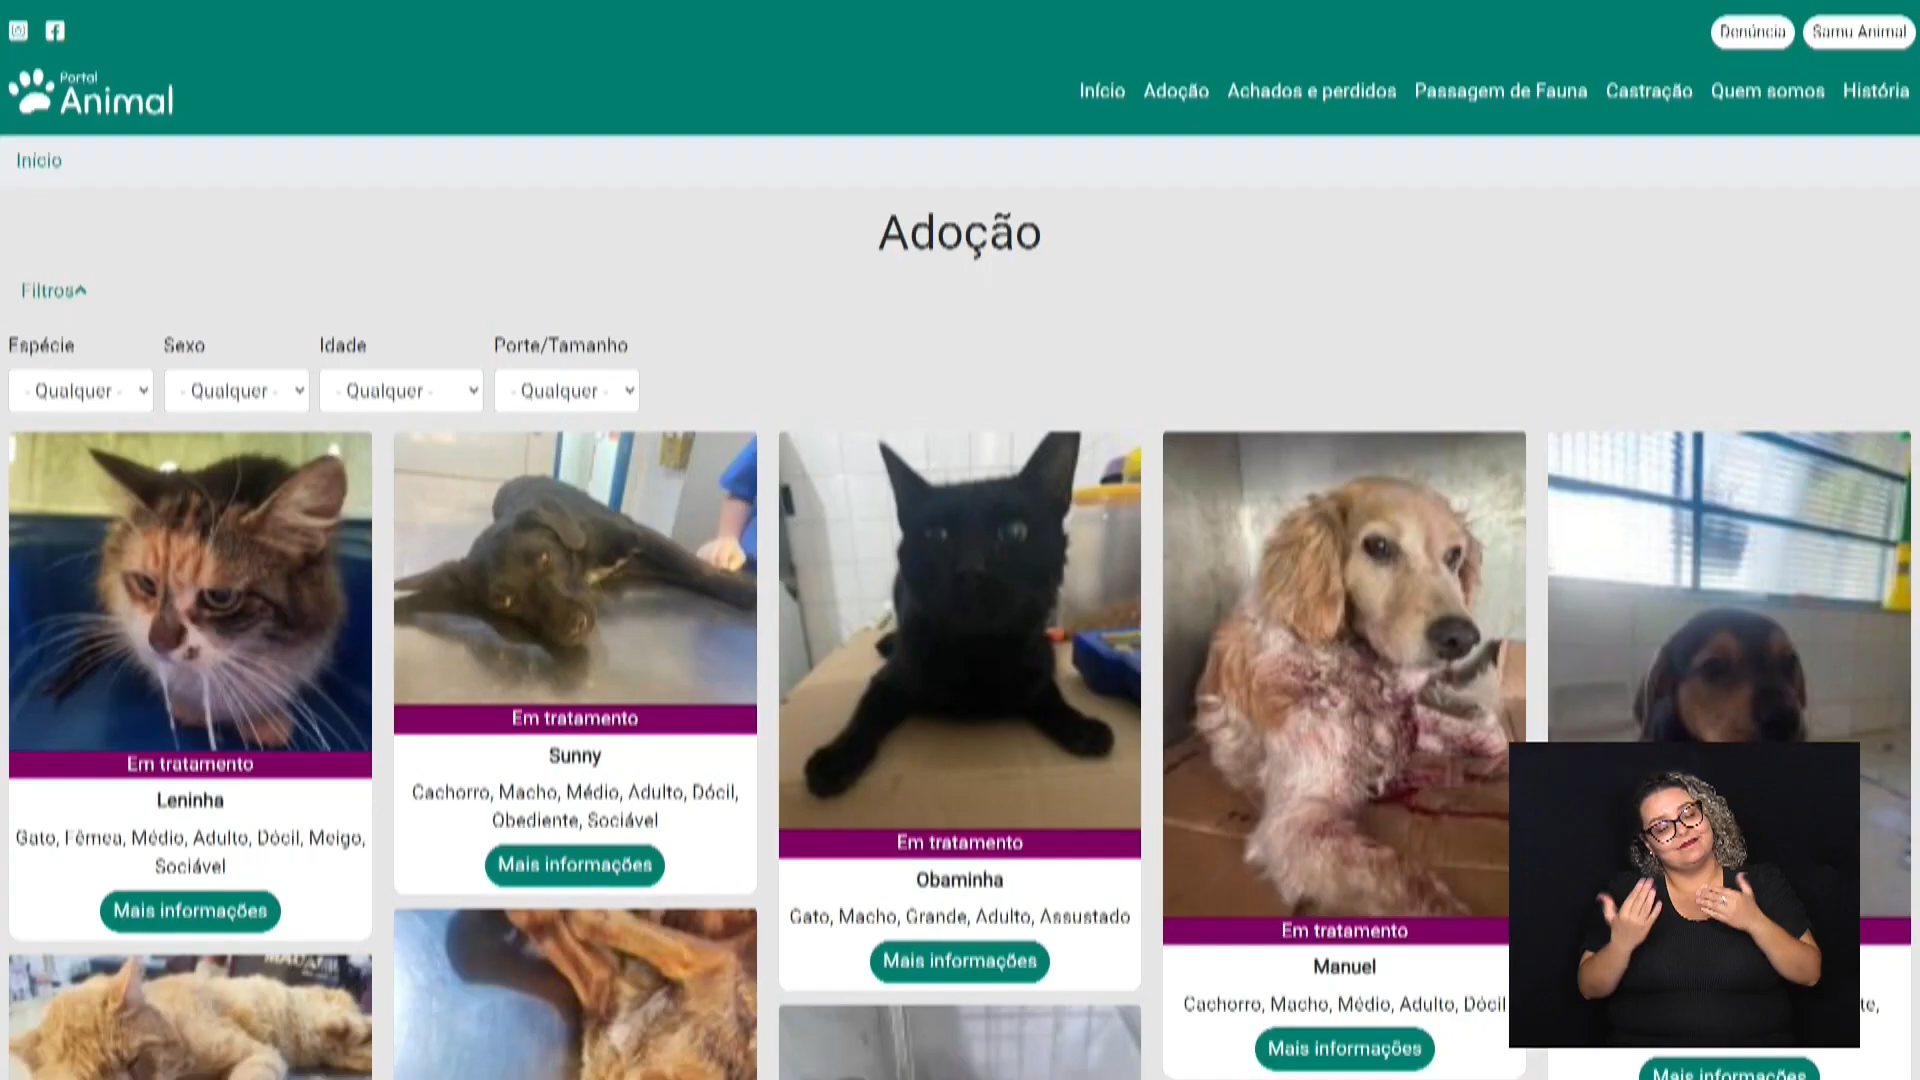 Denúncia
Samu Animal
Portal
Animal
Início
Adoção
Achados e perdidos
Passagem de Fauna
Castração
Quem somos
História
Início
Adoção
Filtros
Espécie
Sexo
Idade
Porte/Tamanho
- Qualquer -
- Qualquer -
- Qualquer -
- Qualquer -
Em tratamento
Leninha
Gato, Fêmea, Médio, Adulto, Dócil, Meigo,
Sociável
Mais informações
Em tratamento
Sunny
Cachorro, Macho, Médio, Adulto, Dócil,
Obediente, Sociável
Mais informações
Em tratamento
Obaminha
Gato, Macho, Grande, Adulto, Assustado
Mais informações
Em tratamento
Manuel
Cachorro, Macho, Médio, Adulto, Dócil
Mais informações
Mais informações